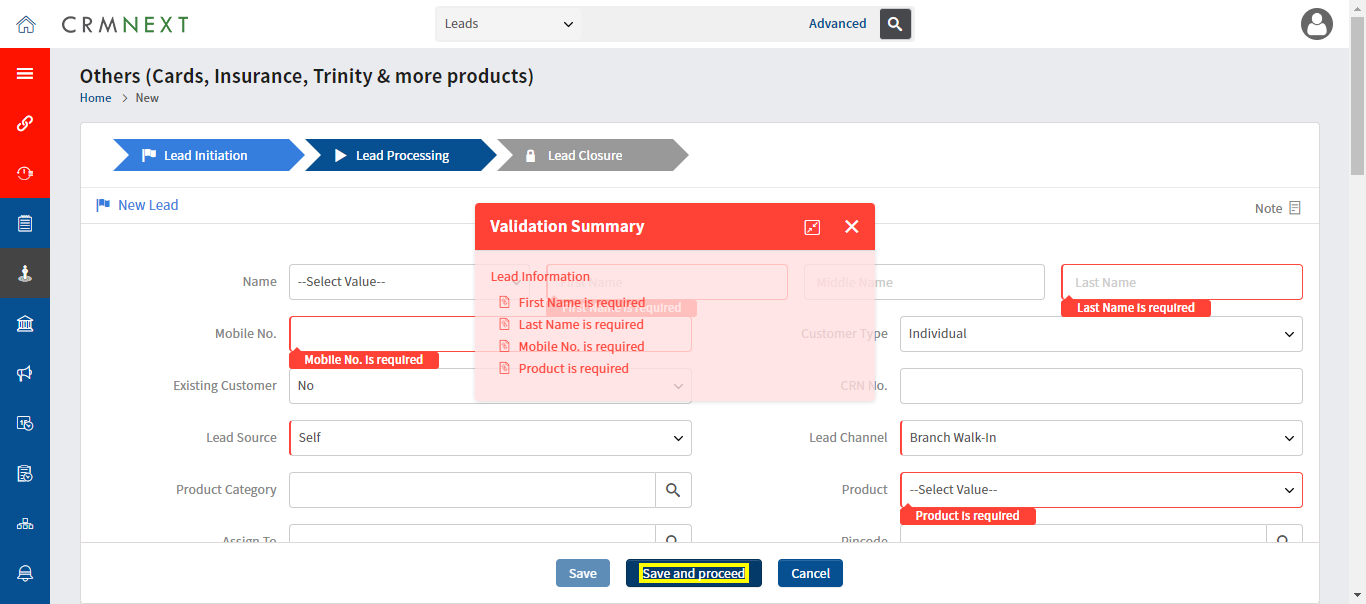 CRMNEXT
Leads
Advanced
Others (Cards, Insurance, Trinity & more products)
Home > New
Lead Initiation
Lead Processing
Lead Closure
New Lead
Note
Validation Summary
Lead Information
First Name is required
Last Name is required
Mobile No. is required
Product is required
Name
--Select Value--
First Name
First Name is required
Middle Name
Last Name
Last Name is required
Mobile No.
Mobile No. is required
Customer Type
Individual
Existing Customer
No
CRN No.
Lead Source
Self
Lead Channel
Branch Walk-In
Product Category
Product
--Select Value--
Product is required
Assign To
Pincode
Save
Save and proceed
Cancel